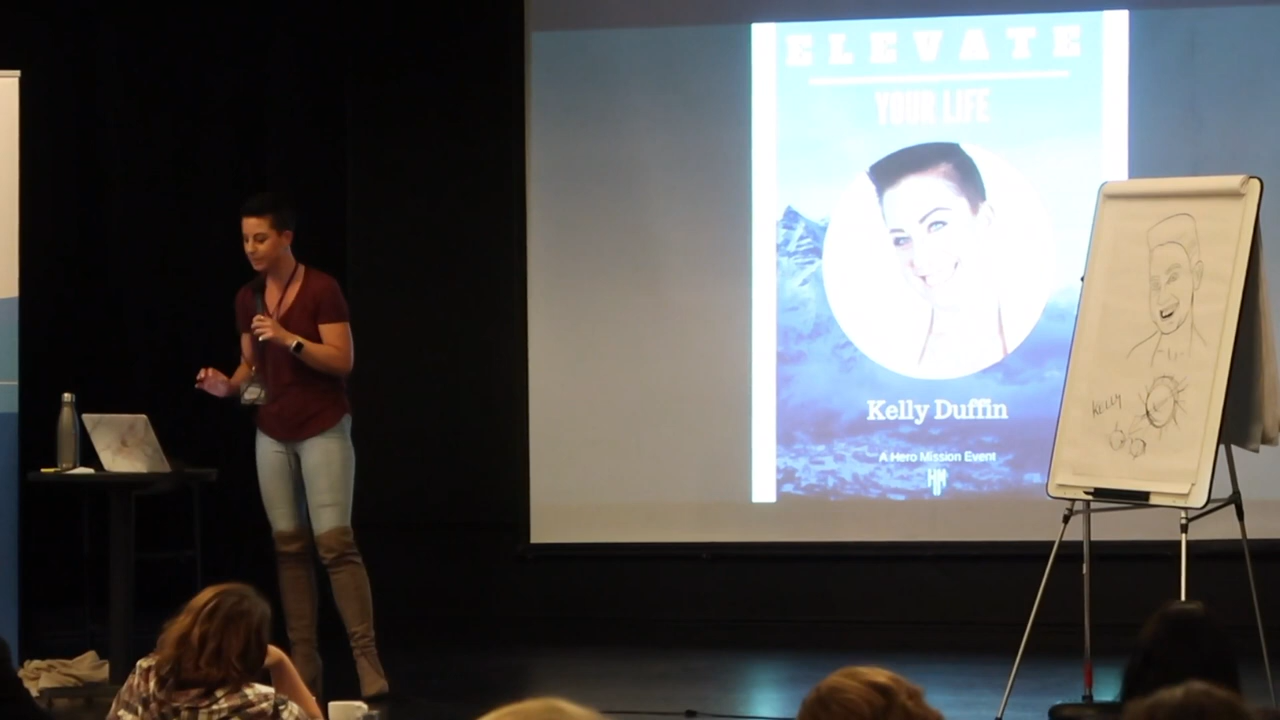 ELEVATE
YOUR LIFE
Kelly Duffin
A Hero Mission Event
HM
KELLY